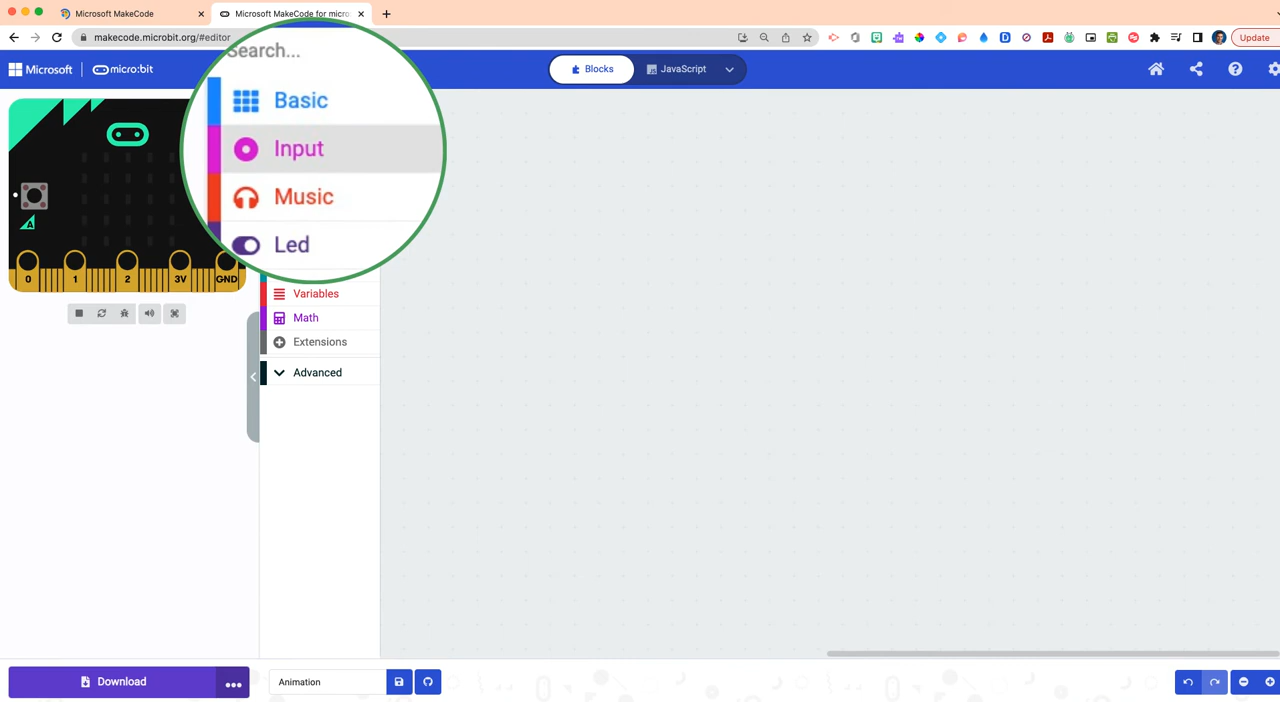 Microsoft MakeCode
Microsoft MakeCode for micro
makecode.microbit.org/#editor
Update
Microsoft
micro:bit
Blocks
JavaScript
Search...
Basic
Input
Music
Led
A
0
1
2
3V
GND
Variables
Math
Extensions
Advanced
Download
...
Animation